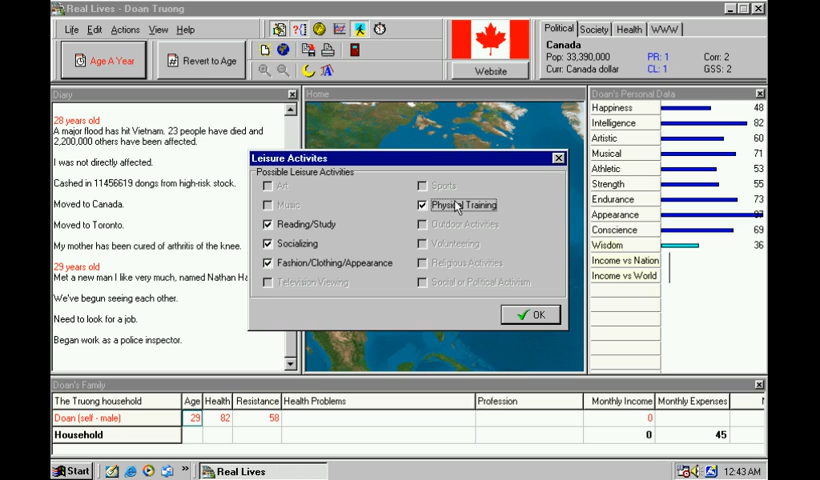 Real Lives - Doan Truong
Life Edit Actions View Help
Age A Year
Revert to Age
Website
Political Society Health WWW
Canada
Pop: 33,390,000 PR: 1 Corr: 2
Curr: Canada dollar CL: 1 GSS: 2
Diary
28 years old
A major flood has hit Vietnam. 23 people have died and
2,200,000 others have been affected.
I was not directly affected.
Cashed in 11456619 dongs from high-risk stock.
Moved to Canada.
Moved to Toronto.
My mother has been cured of arthritis of the knee.
29 years old
Met a new man I like very much, named Nathan Ha
We've begun seeing each other.
Need to look for a job.
Began work as a police inspector.
Home
Leisure Activites
Possible Leisure Activities
Art
Music
Reading/Study
Socializing
Fashion/Clothing/Appearance
Television Viewing
Sports
Physical Training
Outdoor Activities
Volunteering
Religious Activities
Social or Political Activism
OK
Doan's Personal Data
Happiness 48
Intelligence 82
Artistic 60
Musical 71
Athletic 53
Strength 55
Endurance 73
Appearance 87
Conscience 69
Wisdom 36
Income vs Nation
Income vs World
Doan's Family
The Truong household Age Health Resistance Health Problems Profession Monthly Income Monthly Expenses
Doan (self - male) 29 82 58 0
Household 0 45
Start
Real Lives
12:43 AM